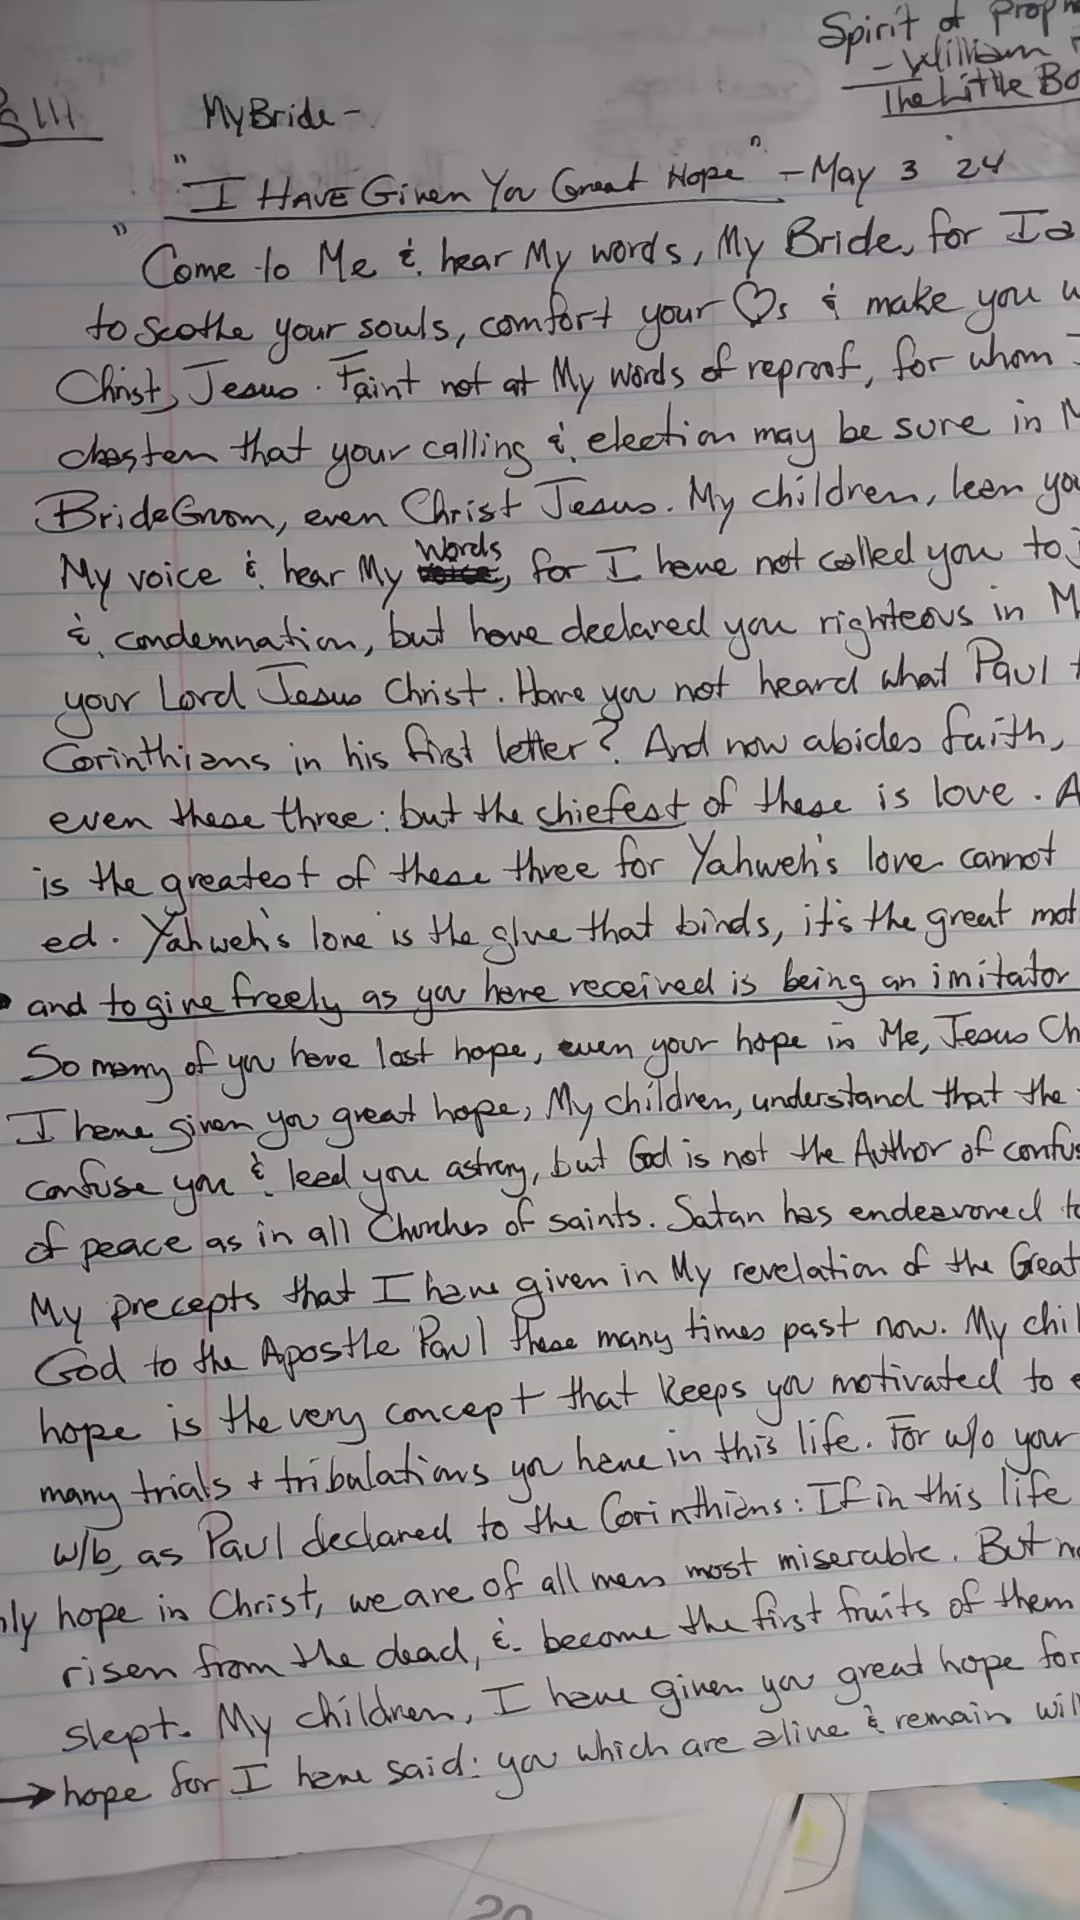 Spirit of Proph
- William
The Little Bo
Pg 111
My Bride -
"I HAVE Given You Great Hope" - May 3 '24
"Come to Me & hear My words, My Bride, for I a
to soothe your souls, comfort your ♡s & make you w
Christ, Jesus. Faint not at My words of reproof, for whom I
chasten that your calling & election may be sure in M
BrideGroom, even Christ Jesus. My children, lean you
My voice & hear My Words, for I have not called you to j
& condemnation, but have declared you righteous in M
your Lord Jesus Christ. Have you not heard what Paul t
Corinthians in his first letter? And now abides faith,
even these three: but the chiefest of these is love. A
is the greatest of these three for Yahweh's love cannot
ed. Yahweh's love is the glue that binds, it's the great mot
and to give freely as you have received is being an imitator
So many of you have lost hope, even your hope in Me, Jesus Ch
I have given you great hope, My children, understand that the
confuse you & lead you astray, but God is not the Author of confus
of peace as in all Churches of saints. Satan has endeavored to
My precepts that I have given in My revelation of the Great
God to the Apostle Paul these many times past now. My chil
hope is the very concept that keeps you motivated to e
many trials + tribulations you have in this life. For w/o your
w/b, as Paul declared to the Corinthians: If in this life
nly hope in Christ, we are of all men most miserable. But no
risen from the dead, & become the first fruits of them
slept. My children, I have given you great hope for
→ hope for I have said: you which are alive & remain wil
20